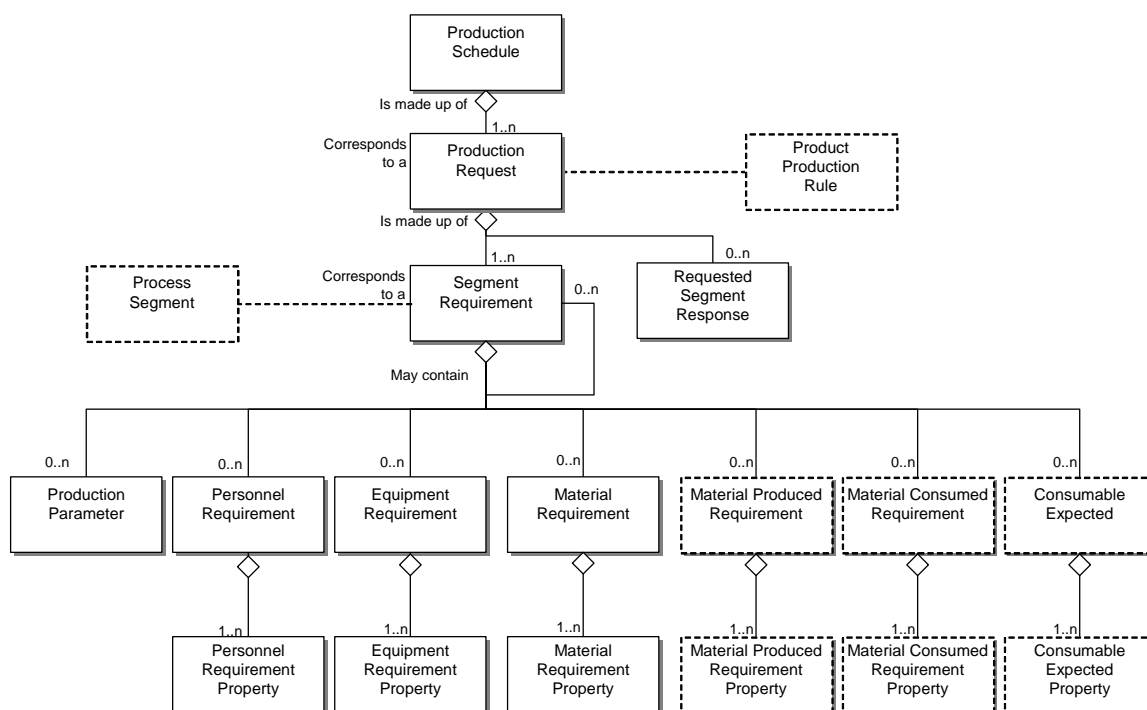 Production
Schedule
Is made up of
1..n
Corresponds
to a
Production
Request
Product
Production
Rule
Is made up of
1..n
0..n
Process
Segment
Corresponds
to a
Segment
Requirement
0..n
Requested
Segment
Response
May contain
0..n
0..n
0..n
0..n
0..n
0..n
0..n
Production
Parameter
Personnel
Requirement
Equipment
Requirement
Material
Requirement
Material Produced
Requirement
Material Consumed
Requirement
Consumable
Expected
1..n
1..n
1..n
1..n
1..n
1..n
Personnel
Requirement
Property
Equipment
Requirement
Property
Material
Requirement
Property
Material Produced
Requirement
Property
Material Consumed
Requirement
Property
Consumable
Expected
Property